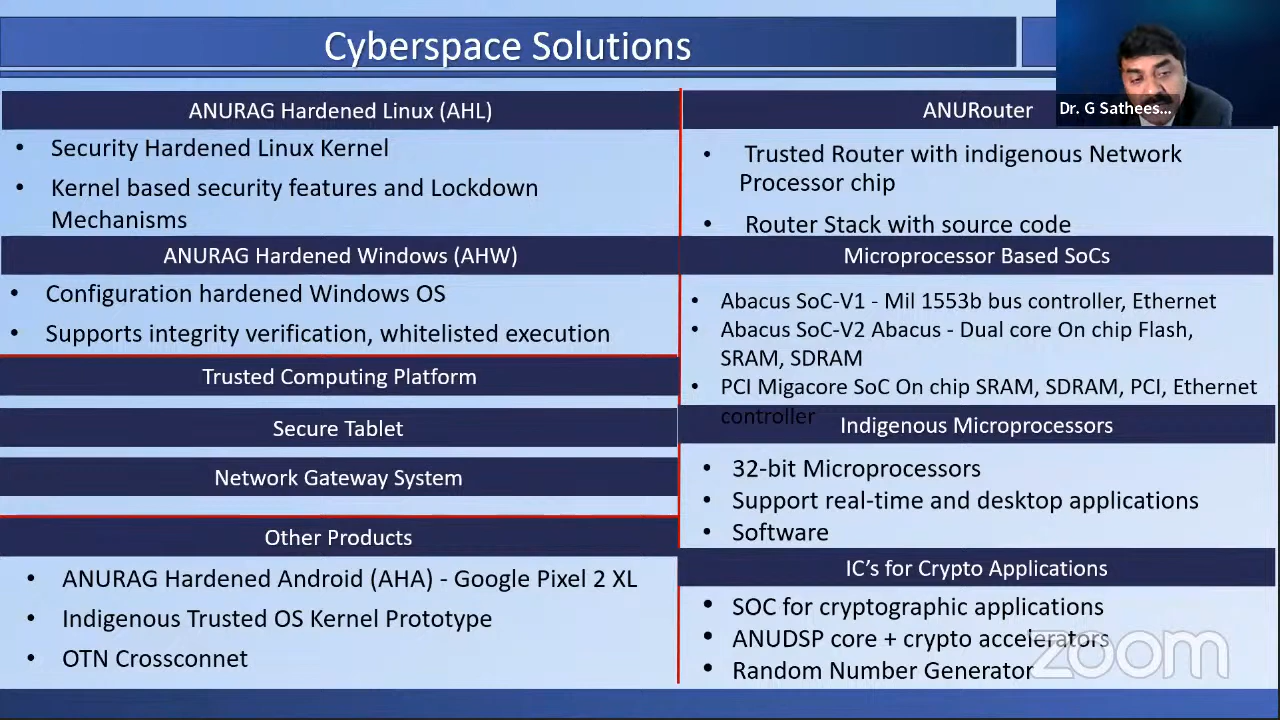 Cyberspace Solutions
Dr. G Sathees...
ANURAG Hardened Linux (AHL)
• Security Hardened Linux Kernel
• Kernel based security features and Lockdown
Mechanisms
ANURAG Hardened Windows (AHW)
• Configuration hardened Windows OS
• Supports integrity verification, whitelisted execution
Trusted Computing Platform
Secure Tablet
Network Gateway System
Other Products
• ANURAG Hardened Android (AHA) - Google Pixel 2 XL
• Indigenous Trusted OS Kernel Prototype
• OTN Crossconnet
ANURouter
• Trusted Router with indigenous Network
Processor chip
• Router Stack with source code
Microprocessor Based SoCs
• Abacus SoC-V1 - Mil 1553b bus controller, Ethernet
• Abacus SoC-V2 Abacus - Dual core On chip Flash,
SRAM, SDRAM
• PCI Migacore SoC On chip SRAM, SDRAM, PCI, Ethernet
controller
Indigenous Microprocessors
• 32-bit Microprocessors
• Support real-time and desktop applications
• Software
IC's for Crypto Applications
• SOC for cryptographic applications
• ANUDSP core + crypto accelerators
• Random Number Generator
zoom